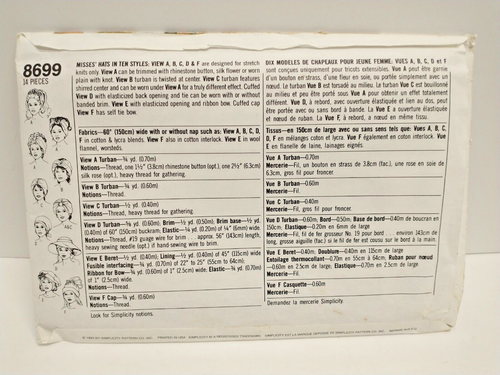 8699
14 PIECES
MISSES' HATS IN TEN STYLES: VIEW A, B, C, D & F are designed for stretch
knits only. View A can be trimmed with rhinestone button, silk flower or worn
plain with knot. View B turban is twisted at center. View C turban features
shirred center and can be worn under View A for a truly different effect. Cuffed
View D with elasticized back opening and tie can be worn with or without
banded brim. View E with elasticized opening and ribbon bow. Cuffed cap
View F has self tie bow.
Fabrics—60" (150cm) wide with or without nap such as: View A, B, C, D,
F in cotton & lycra blends. View F also in cotton interlock. View E in wool
flannel, worsteds.
View A Turban—¾ yd. (0.70m)
Notions—Thread, one 1½" (3.8cm) rhinestone button (opt.), one 2½" (6.3cm)
silk rose (opt.), heavy thread for gathering.
View B Turban—⅝ yd. (0.60m)
Notions—Thread.
View C Turban—½ yd. (0.40m)
Notions—Thread, heavy thread for gathering.
View D Turban—⅝ yd. (0.60m); Brim—½ yd. (0.50m); Brim base—½ yd.
(0.40m) of 60" (150cm) buckram; Elastic—¼ yd. (0.20m) of ¼" (6mm) wide.
Notions—Thread, #19 guage wire for brim . . . approx. 56" (143cm) length,
heavy sewing needle (opt.) if hand-sewing wire to brim.
View E Beret—½ yd. (0.40m); Lining—½ yd. (0.40m) of 45" (115cm) wide
Fusible interfacing—¾ yd. (0.70m) of 22" to 25" (55cm to 64cm).
Ribbon for Bow—⅝ yd. (0.60m) of 1" (2.5cm) wide; Elastic—¾ yd. (0.70m)
of 1" (2.5cm) wide.
Notions—Thread.
View F Cap—⅝ yd. (0.60m)
Notions—Thread.
Look for Simplicity notions.
DIX MODELES DE CHAPEAUX POUR JEUNE FEMME: VUES A, B, C, D et F
sont conçues uniquement pour tricots extensibles. Vue A peut être garnie
d'un bouton en strass, d'une fleur en soie, ou portée simplement avec un
nœud. Le turban Vue B est torsadé au milieu. Le turban Vue C est bouillonné
au milieu et peut être porté sous Vue A pour obtenir un effet totalement
différent. Vue D, à rebord, avec ouverture élastiquée et lien au dos, peut
être portée avec ou sans bord à bande. Vue E avec ouverture élastiquée et
nœud en ruban. La Vue F, à rebord, a nœud en même tissu.
Tissus—en 150cm de large avec ou sans sens tels que: Vues A, B, C,
D, F en mélanges coton et lycra. Vue F également en coton interlock. Vue
E en flanelle de laine, lainages signés.
Vue A Turban—0.70m
Mercerie—Fil, un bouton en strass de 3.8cm (fac.), une rose en soie de
6.3cm, gros fil pour froncer.
Vue B Turban—0.60m
Mercerie—Fil
Vue C Turban—0.40m
Mercerie—Fil, gros fil pour froncer.
Vue D Turban—0.60m; Bord—0.50m; Base de bord—0.40m de boucran en
150cm. Elastique—0.20m en 6mm de large
Mercerie—Fil, fil de fer grosseur No. 19 pour bord . . . environ 143cm de
long, grosse aiguille (fac.) si le fil de fer est cousu sur le bord à la main.
Vue E Beret—0.40m; Doublure—0.40m en 115cm de large
Entoilage thermocollant—0.70m en 55cm à 64cm; Ruban pour nœud
—0.60m en 2.5cm de large; Elastique—0.70m en 2.5cm de large
Mercerie—Fil.
Vue F Casquette—0.60m
Mercerie—Fil
Demandez la mercerie Simplicity.